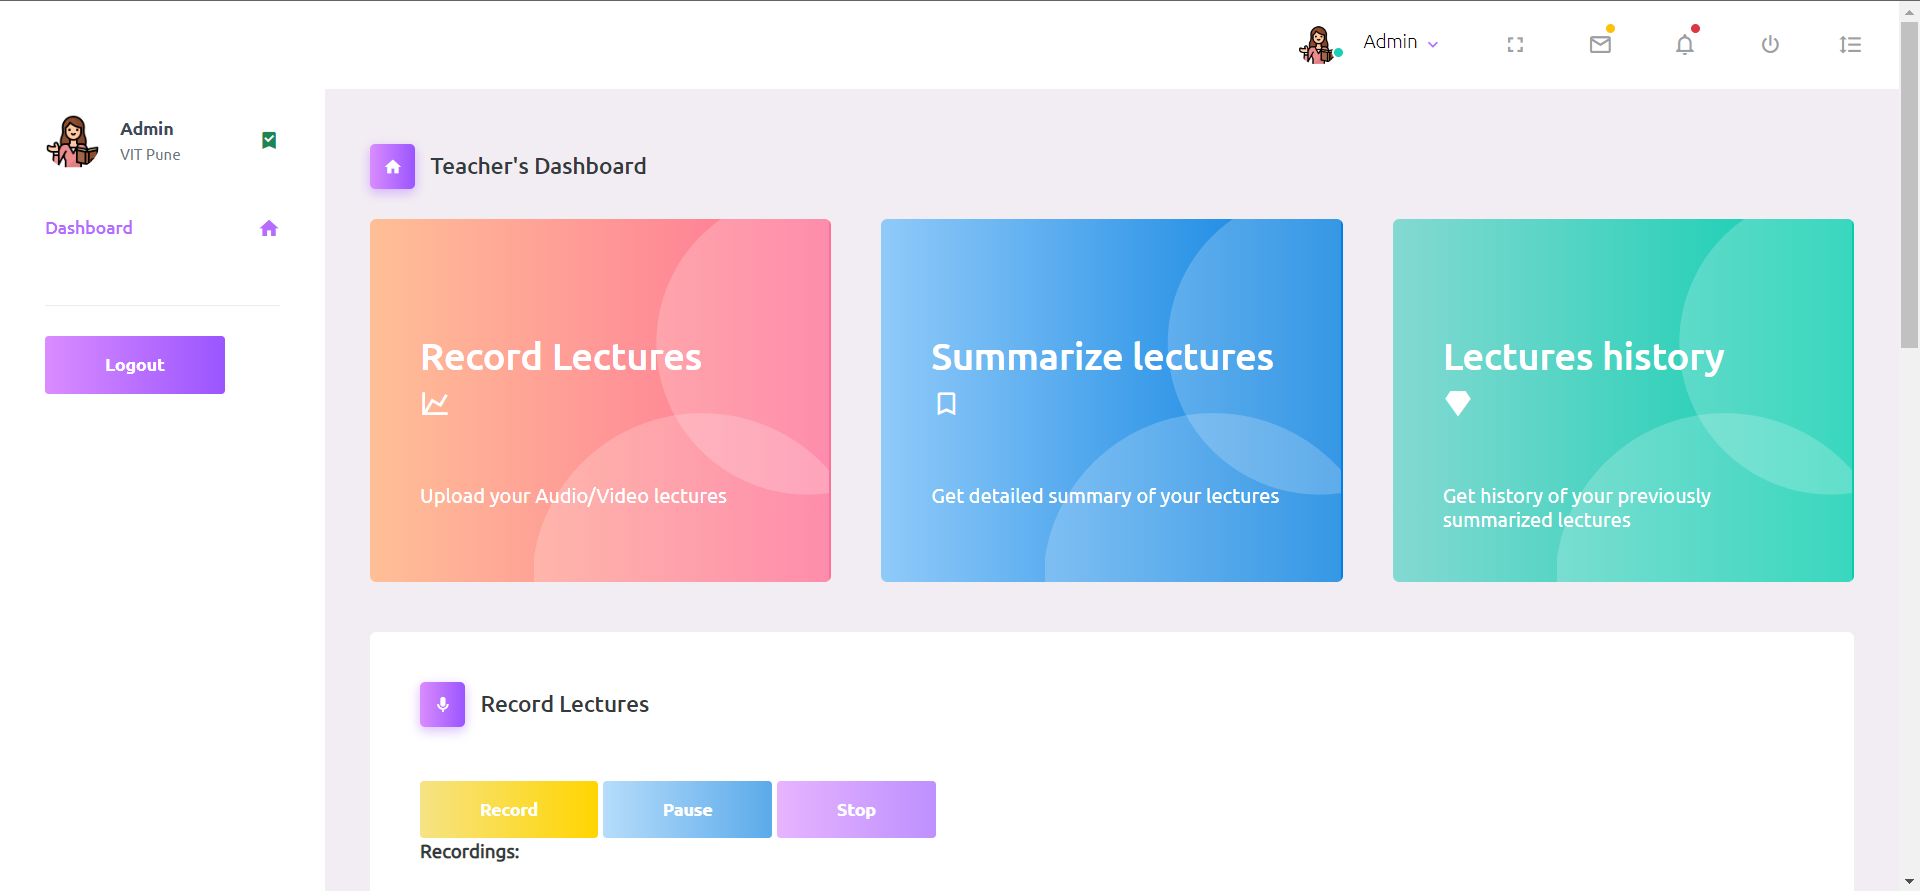 Admin
Admin
VIT Pune
Dashboard
Logout
Teacher's Dashboard
Record Lectures
Upload your Audio/Video lectures
Summarize lectures
Get detailed summary of your lectures
Lectures history
Get history of your previously
summarized lectures
Record Lectures
Record
Pause
Stop
Recordings: